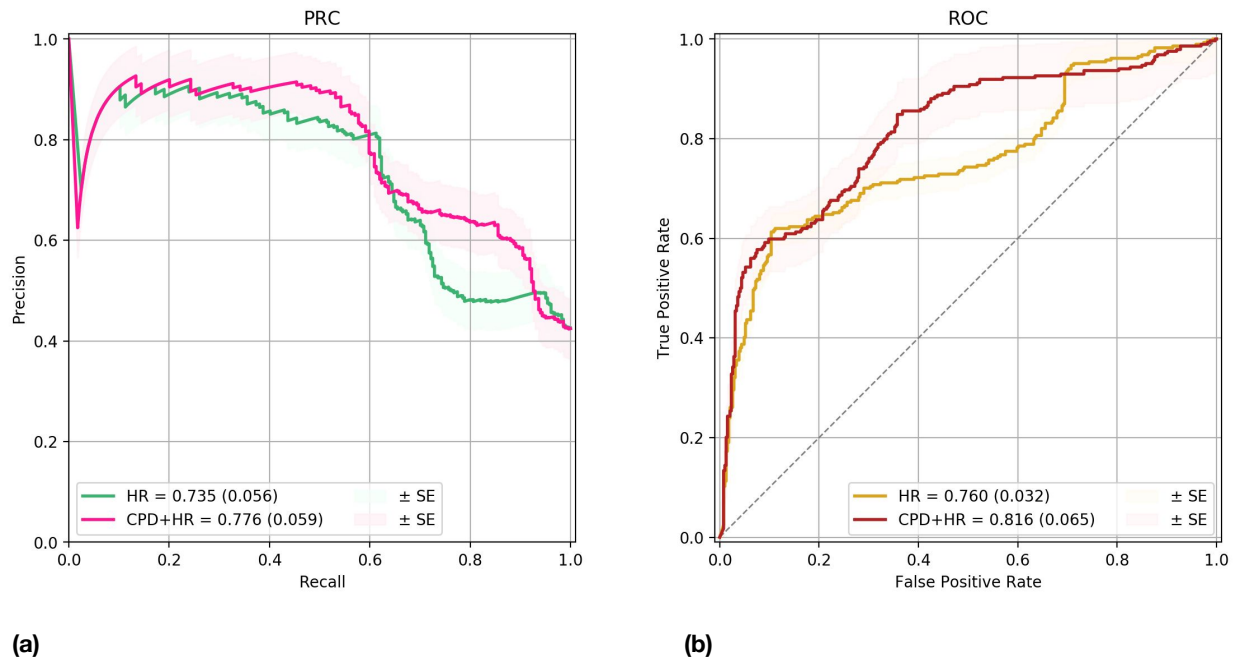 PRC
1.0
0.8
0.6
0.4
0.2
0.0
Precision
HR = 0.735 (0.056)
CPD+HR = 0.776 (0.059)
± SE
± SE
0.0 0.2 0.4 0.6 0.8 1.0
Recall
(a)
ROC
1.0
0.8
0.6
0.4
0.2
0.0
True Positive Rate
HR = 0.760 (0.032)
CPD+HR = 0.816 (0.065)
± SE
± SE
0.0 0.2 0.4 0.6 0.8 1.0
False Positive Rate
(b)